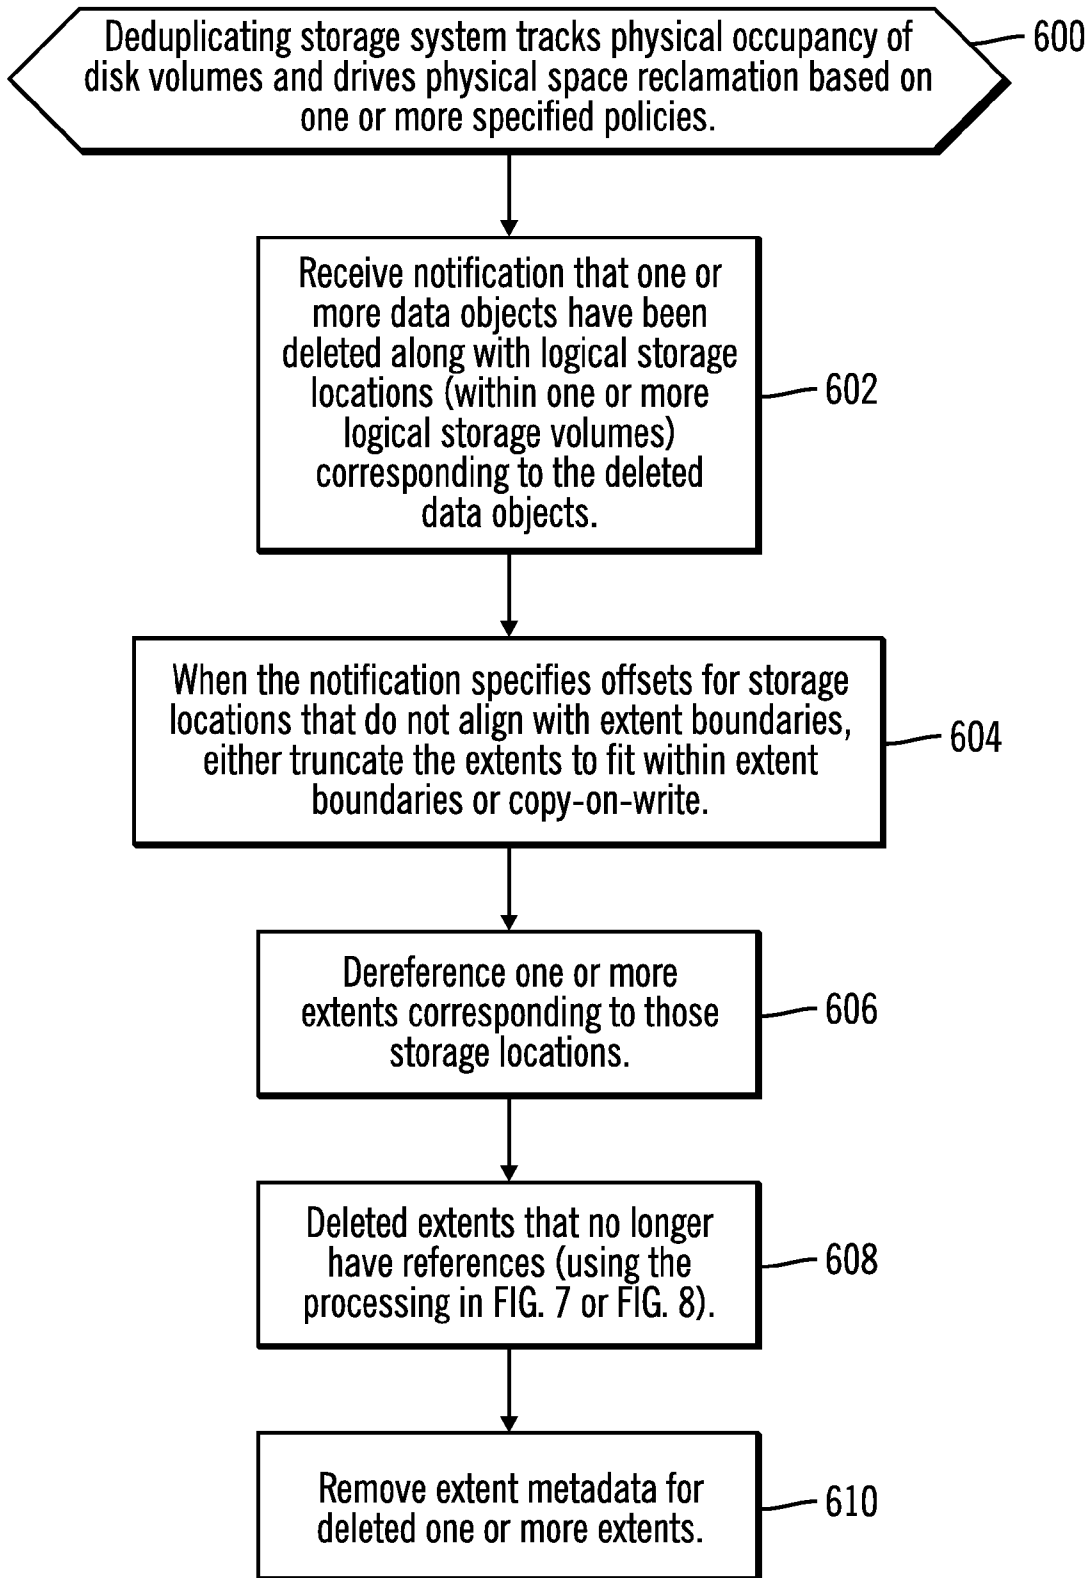 Deduplicating storage system tracks physical occupancy of
disk volumes and drives physical space reclamation based on
one or more specified policies.
600
Receive notification that one or
more data objects have been
deleted along with logical storage
locations (within one or more
logical storage volumes)
corresponding to the deleted
data objects.
602
When the notification specifies offsets for storage
locations that do not align with extent boundaries,
either truncate the extents to fit within extent
boundaries or copy-on-write.
604
Dereference one or more
extents corresponding to those
storage locations.
606
Deleted extents that no longer
have references (using the
processing in FIG. 7 or FIG. 8).
608
Remove extent metadata for
deleted one or more extents.
610